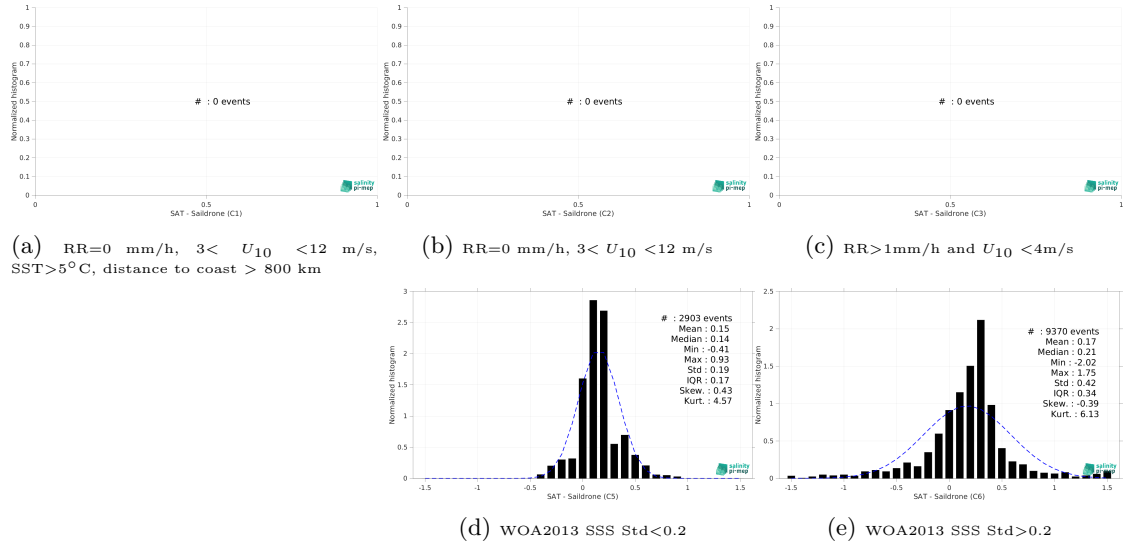 1
0.9
0.8
0.7
0.6
0.5
0.4
0.3
0.2
0.1
0
Normalized histogram
# : 0 events
salinity
pi-mep
0 0.5 1
SAT - Saildrone (C1)
(a) RR=0 mm/h, 3< U10 <12 m/s,
SST>5°C, distance to coast > 800 km
1
0.9
0.8
0.7
0.6
0.5
0.4
0.3
0.2
0.1
0
Normalized histogram
# : 0 events
salinity
pi-mep
0 0.5 1
SAT - Saildrone (C2)
(b) RR=0 mm/h, 3< U10 <12 m/s
1
0.9
0.8
0.7
0.6
0.5
0.4
0.3
0.2
0.1
0
Normalized histogram
# : 0 events
salinity
pi-mep
0 0.5 1
SAT - Saildrone (C3)
(c) RR>1mm/h and U10 <4m/s
3
2.5
2
1.5
1
0.5
0
Normalized histogram
# : 2903 events
Mean : 0.15
Median : 0.14
Min : -0.41
Max : 0.93
Std : 0.19
IQR : 0.17
Skew. : 0.43
Kurt. : 4.57
salinity
pi-mep
-1.5 -1 -0.5 0 0.5 1 1.5
SAT - Saildrone (C5)
(d) WOA2013 SSS Std<0.2
2.5
2
1.5
1
0.5
0
Normalized histogram
# : 9370 events
Mean : 0.17
Median : 0.21
Min : -2.02
Max : 1.75
Std : 0.42
IQR : 0.34
Skew. : -0.39
Kurt. : 6.13
salinity
pi-mep
-1.5 -1 -0.5 0 0.5 1 1.5
SAT - Saildrone (C6)
(e) WOA2013 SSS Std>0.2